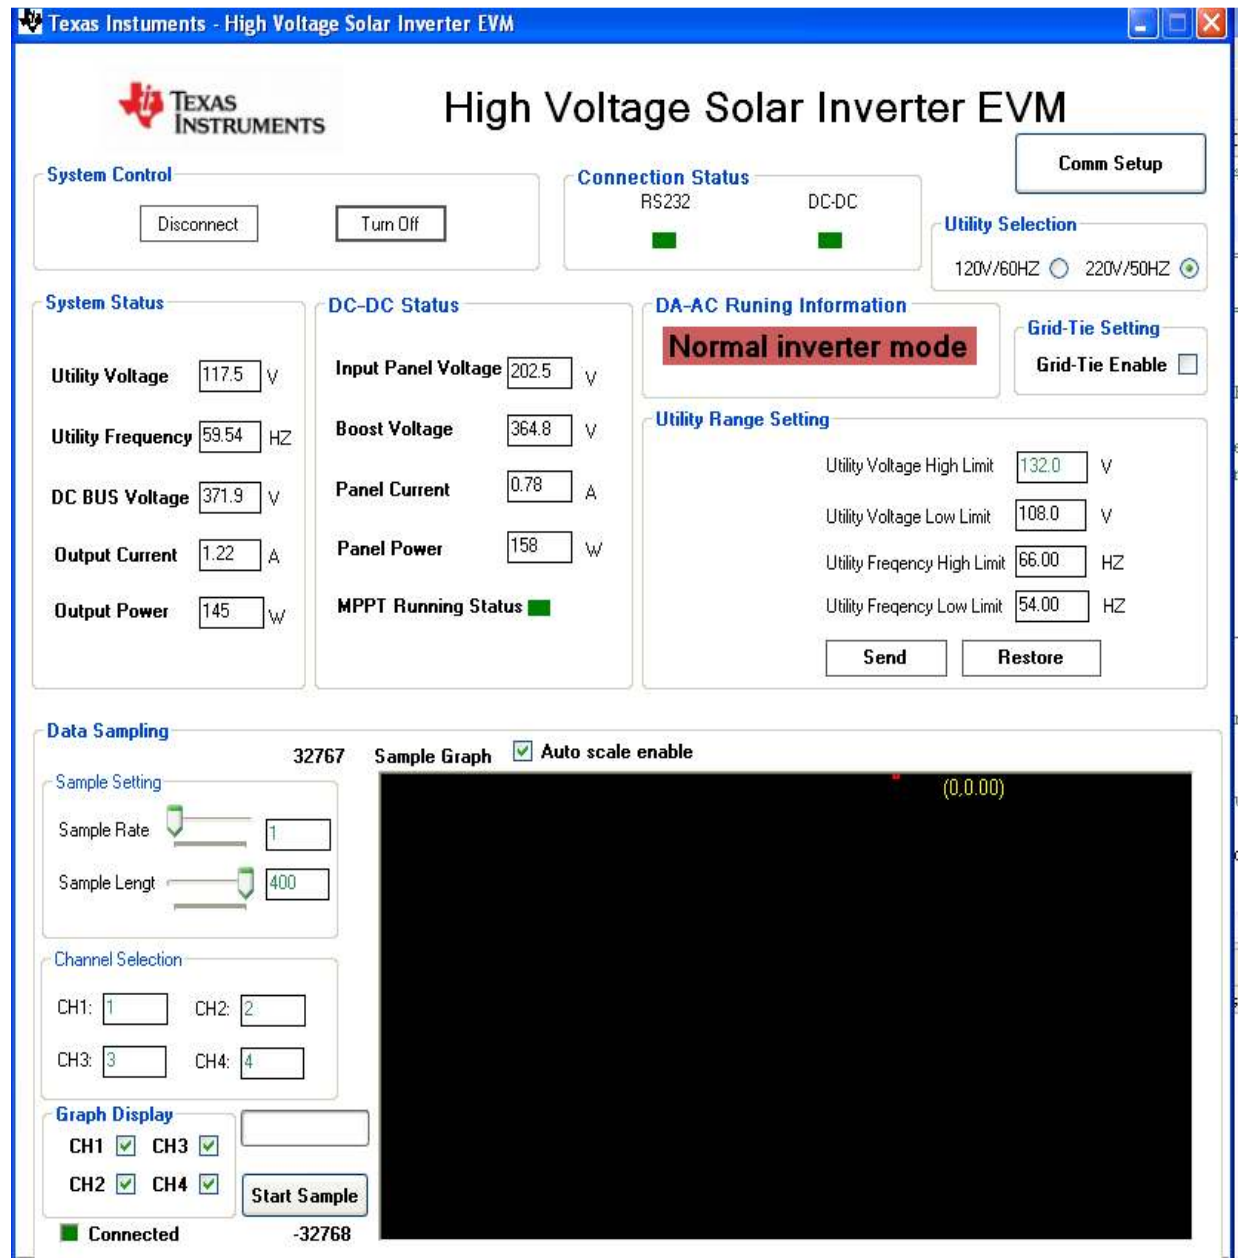 Texas Instuments - High Voltage Solar Inverter EVM
TEXAS
INSTRUMENTS
High Voltage Solar Inverter EVM
Comm Setup
System Control
Disconnect
Turn Off
Connection Status
RS232 DC-DC
Utility Selection
120V/60HZ 220V/50HZ
System Status
Utility Voltage 117.5 V
Utility Frequency 59.54 HZ
DC BUS Voltage 371.9 V
Output Current 1.22 A
Output Power 145 W
DC-DC Status
Input Panel Voltage 202.5 V
Boost Voltage 364.8 V
Panel Current 0.78 A
Panel Power 158 W
MPPT Running Status
DA-AC Runing Information
Normal inverter mode
Grid-Tie Setting
Grid-Tie Enable
Utility Range Setting
Utility Voltage High Limit 132.0 V
Utility Voltage Low Limit 108.0 V
Utility Freqency High Limit 66.00 HZ
Utility Freqency Low Limit 54.00 HZ
Send Restore
Data Sampling
32767 Sample Graph Auto scale enable
Sample Setting
Sample Rate 1
Sample Lengt 400
(0,0.00)
Channel Selection
CH1: 1 CH2: 2
CH3: 3 CH4: 4
Graph Display
CH1 CH3
CH2 CH4
Start Sample
Connected
-32768